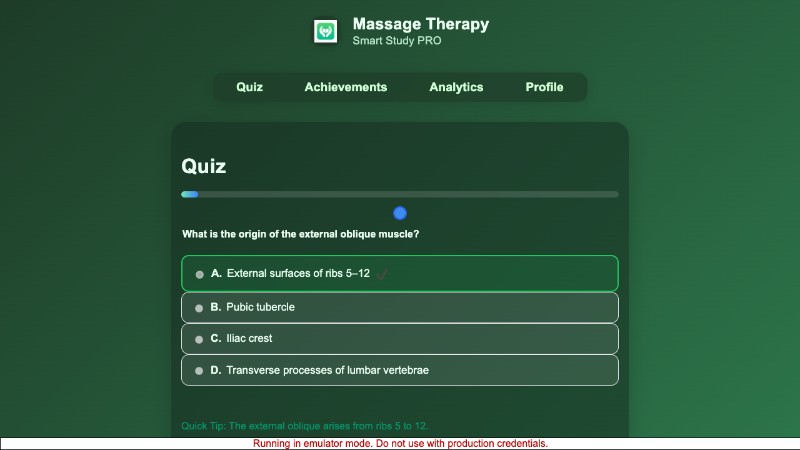 Massage Therapy
Smart Study PRO
Quiz Achievements Analytics Profile
Quiz
What is the origin of the external oblique muscle?
A. External surfaces of ribs 5–12 ✓
B. Pubic tubercle
C. Iliac crest
D. Transverse processes of lumbar vertebrae
Quick Tip: The external oblique arises from ribs 5 to 12.
Running in emulator mode. Do not use with production credentials.